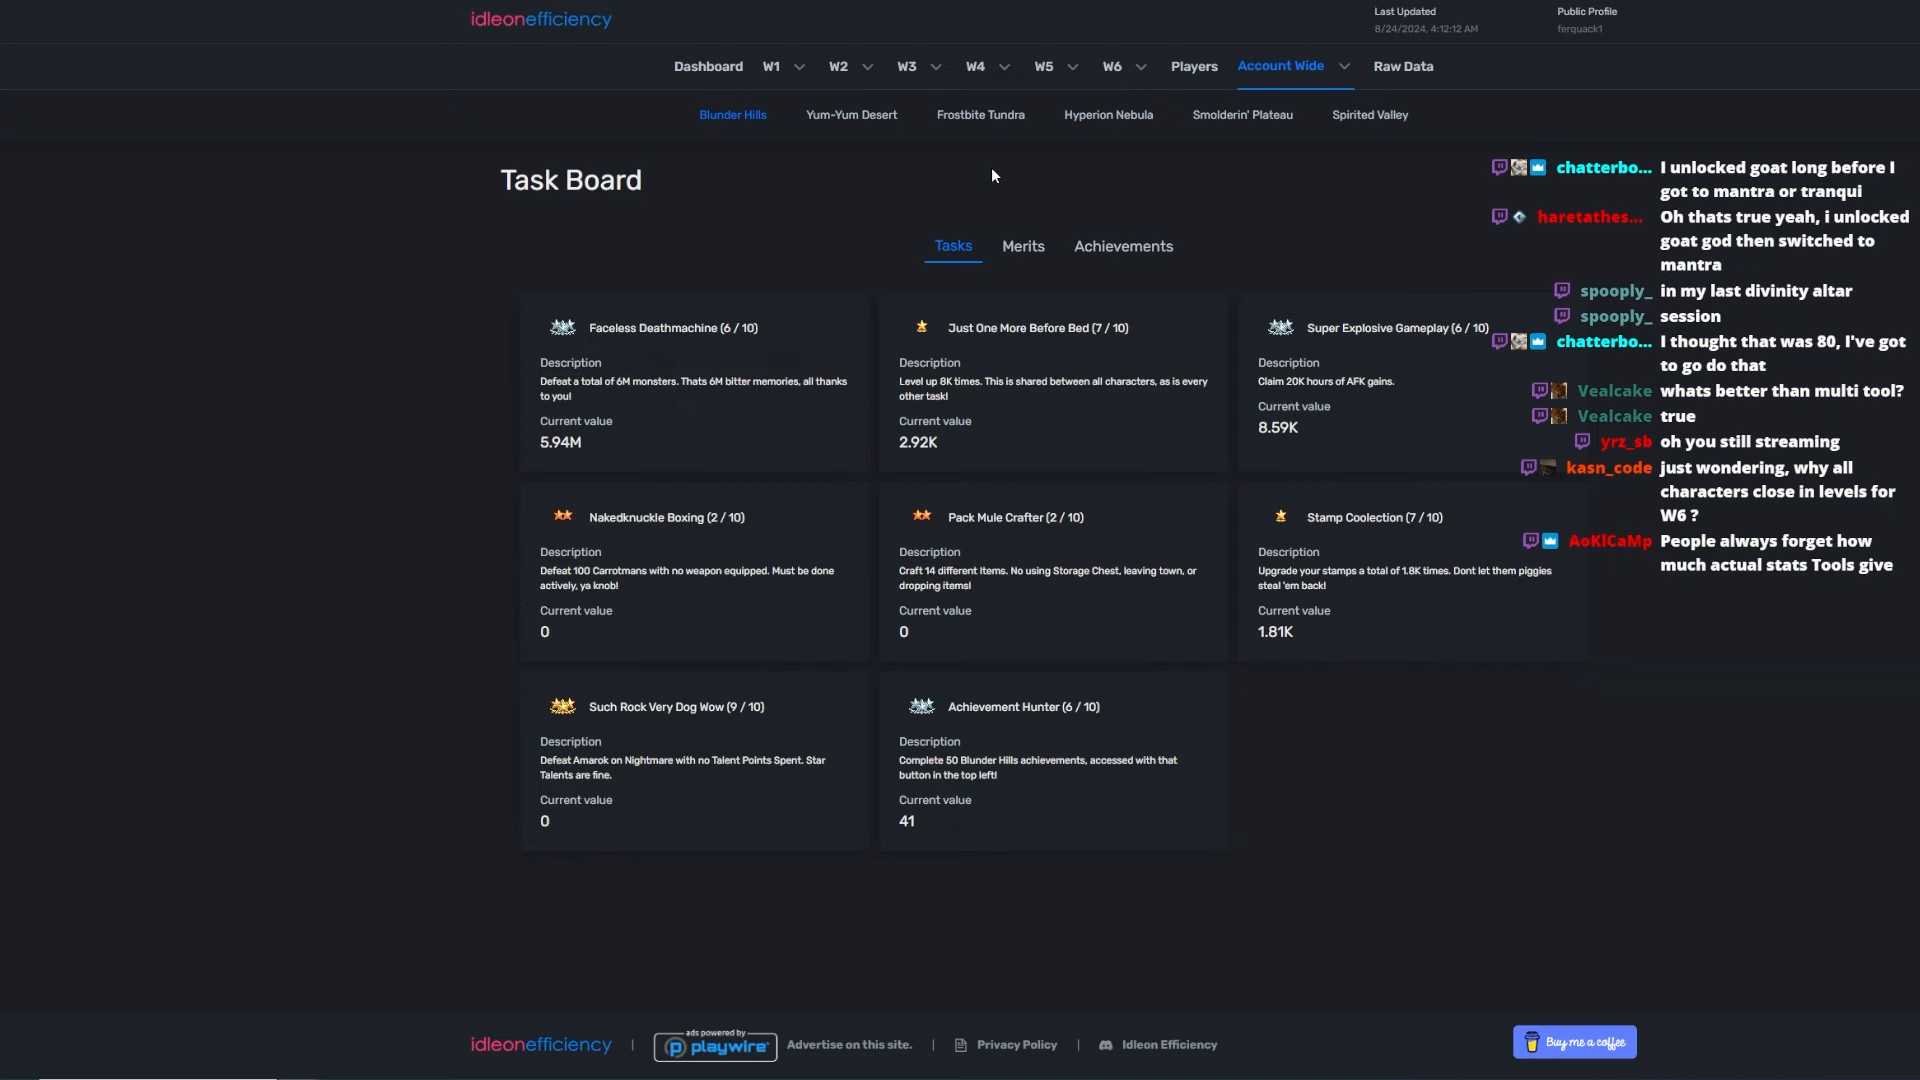 idleonefficiency
Last Updated
8/24/2024, 4:12:12 AM
Public Profile
ferquack1
Dashboard W1 W2 W3 W4 W5 W6 Players Account Wide Raw Data
Blunder Hills Yum-Yum Desert Frostbite Tundra Hyperion Nebula Smolderin' Plateau Spirited Valley
Task Board
Tasks Merits Achievements
Faceless Deathmachine (6 / 10)
Description
Defeat a total of 6M monsters. Thats 6M bitter memories, all thanks
to you!
Current value
5.94M
Just One More Before Bed (7 / 10)
Description
Level up 8K times. This is shared between all characters, as is every
other task!
Current value
2.92K
Super Explosive Gameplay (6 / 10)
Description
Claim 20K hours of AFK gains.
Current value
8.59K
Nakedknuckle Boxing (2 / 10)
Description
Defeat 100 Carrotmans with no weapon equipped. Must be done
actively, ya knob!
Current value
0
Pack Mule Crafter (2 / 10)
Description
Craft 14 different Items. No using Storage Chest, leaving town, or
dropping items!
Current value
0
Stamp Coolection (7 / 10)
Description
Upgrade your stamps a total of 1.8K times. Dont let them piggies
steal 'em back!
Current value
1.81K
Such Rock Very Dog Wow (9 / 10)
Description
Defeat Amarok on Nightmare with no Talent Points Spent. Star
Talents are fine.
Current value
0
Achievement Hunter (6 / 10)
Description
Complete 50 Blunder Hills achievements, accessed with that
button in the top left!
Current value
41
chatterbo... I unlocked goat long before I
got to mantra or tranqui
haretathes... Oh thats true yeah, i unlocked
goat god then switched to
mantra
spooply_ in my last divinity altar
spooply_ session
chatterbo... I thought that was 80, I've got
to go do that
Vealcake whats better than multi tool?
Vealcake true
yrz_sb oh you still streaming
kasn_code just wondering, why all
characters close in levels for
W6 ?
AoKlCaMp People always forget how
much actual stats Tools give
idleonefficiency | ads powered by playwire Advertise on this site. | Privacy Policy | Idleon Efficiency
Buy me a coffee